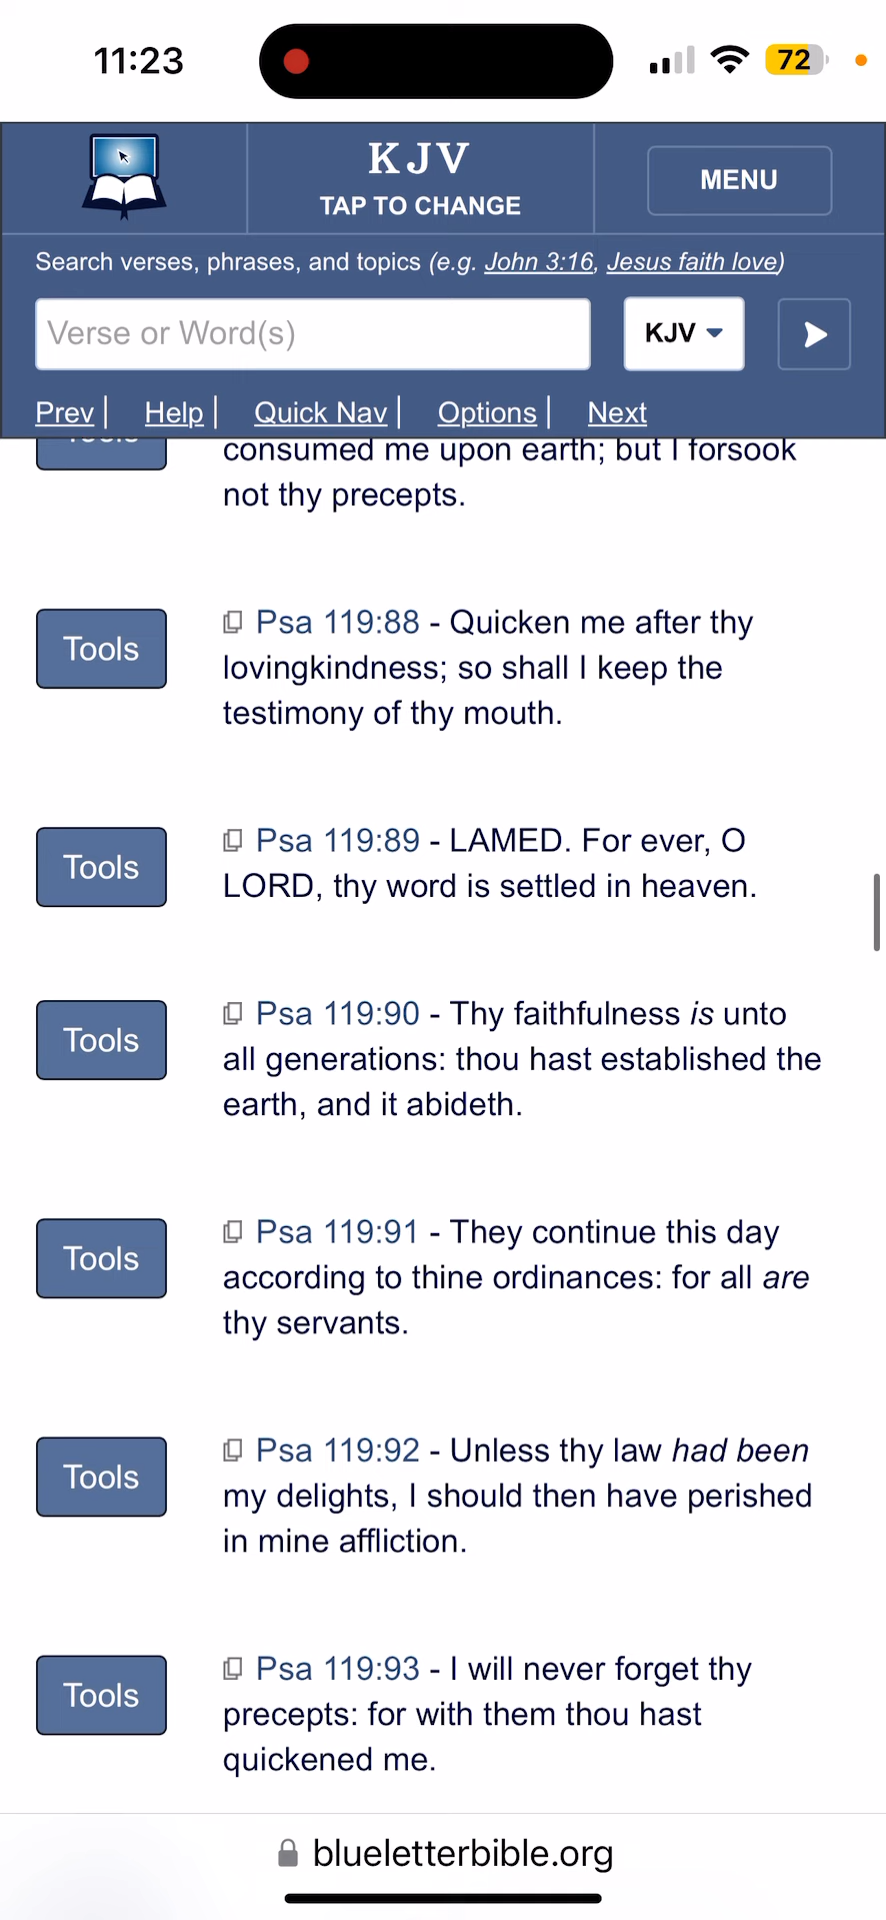 11:23
72
KJV
TAP TO CHANGE
MENU
Search verses, phrases, and topics (e.g. John 3:16, Jesus faith love)
Verse or Word(s)
KJV
Prev | Help | Quick Nav | Options | Next
Tools
consumed me upon earth; but I forsook
not thy precepts.
Tools
Psa 119:88 - Quicken me after thy
lovingkindness; so shall I keep the
testimony of thy mouth.
Tools
Psa 119:89 - LAMED. For ever, O
LORD, thy word is settled in heaven.
Tools
Psa 119:90 - Thy faithfulness is unto
all generations: thou hast established the
earth, and it abideth.
Tools
Psa 119:91 - They continue this day
according to thine ordinances: for all are
thy servants.
Tools
Psa 119:92 - Unless thy law had been
my delights, I should then have perished
in mine affliction.
Tools
Psa 119:93 - I will never forget thy
precepts: for with them thou hast
quickened me.
blueletterbible.org